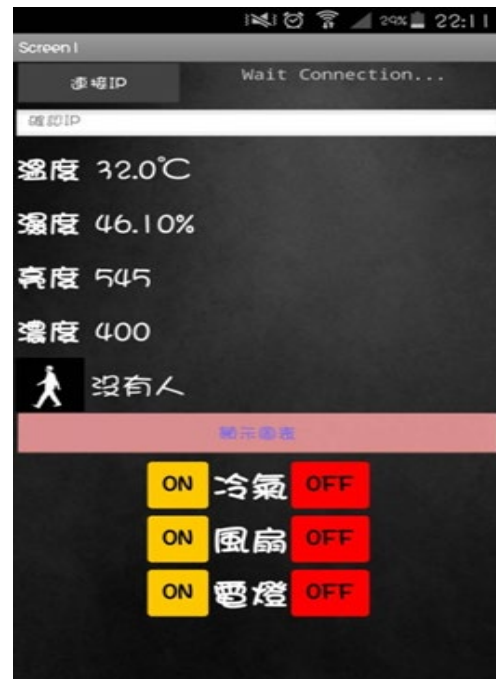 29% 22:11
Screen1
連接IP Wait Connection...
確認IP
溫度 32.0°C
濕度 46.10%
亮度 545
濃度 400
沒有人
顯示圖表
ON 冷氣 OFF
ON 風扇 OFF
ON 電燈 OFF